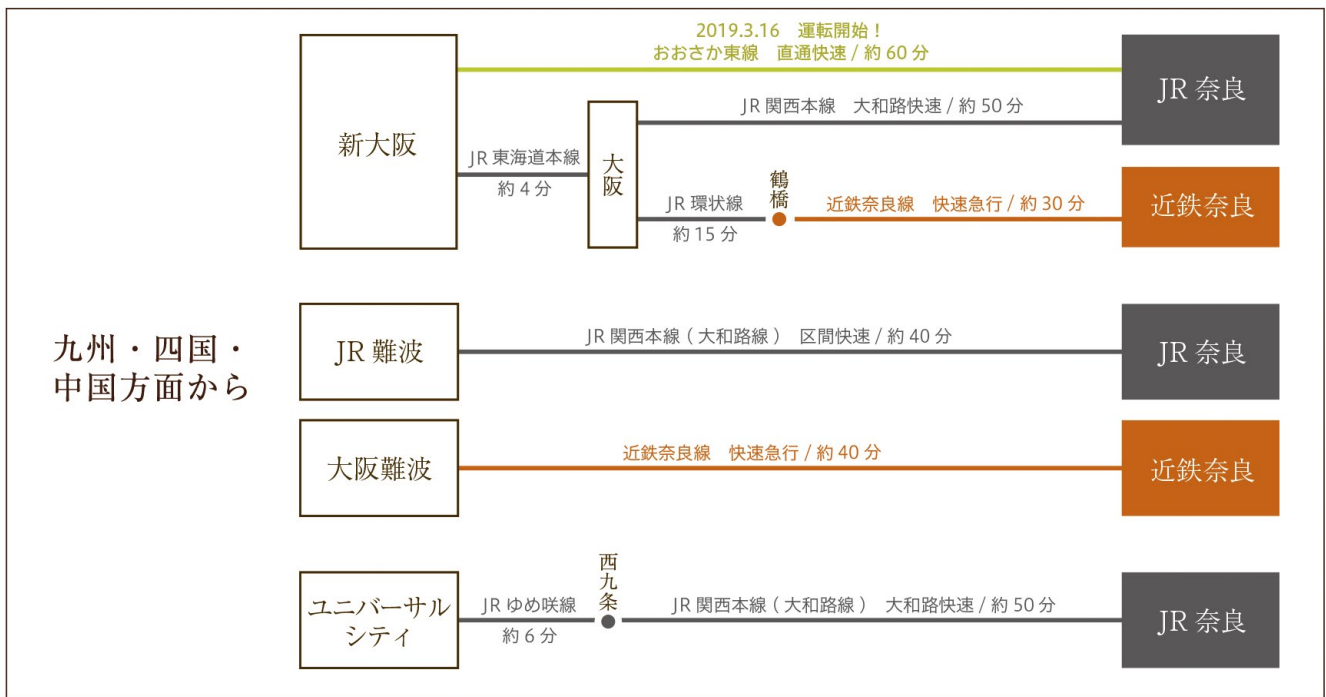 九州・四国・
中国方面から
新大阪
2019.3.16 運転開始！
おおさか東線 直通快速 / 約 60 分
JR 奈良
JR 東海道本線
約 4 分
大阪
JR 関西本線 大和路快速 / 約 50 分
JR 環状線
約 15 分
鶴橋
近鉄奈良線 快速急行 / 約 30 分
近鉄奈良
JR 難波
JR 関西本線 ( 大和路線 ) 区間快速 / 約 40 分
JR 奈良
大阪難波
近鉄奈良線 快速急行 / 約 40 分
近鉄奈良
ユニバーサル
シティ
JR ゆめ咲線
約 6 分
西九条
JR 関西本線 ( 大和路線 ) 大和路快速 / 約 50 分
JR 奈良